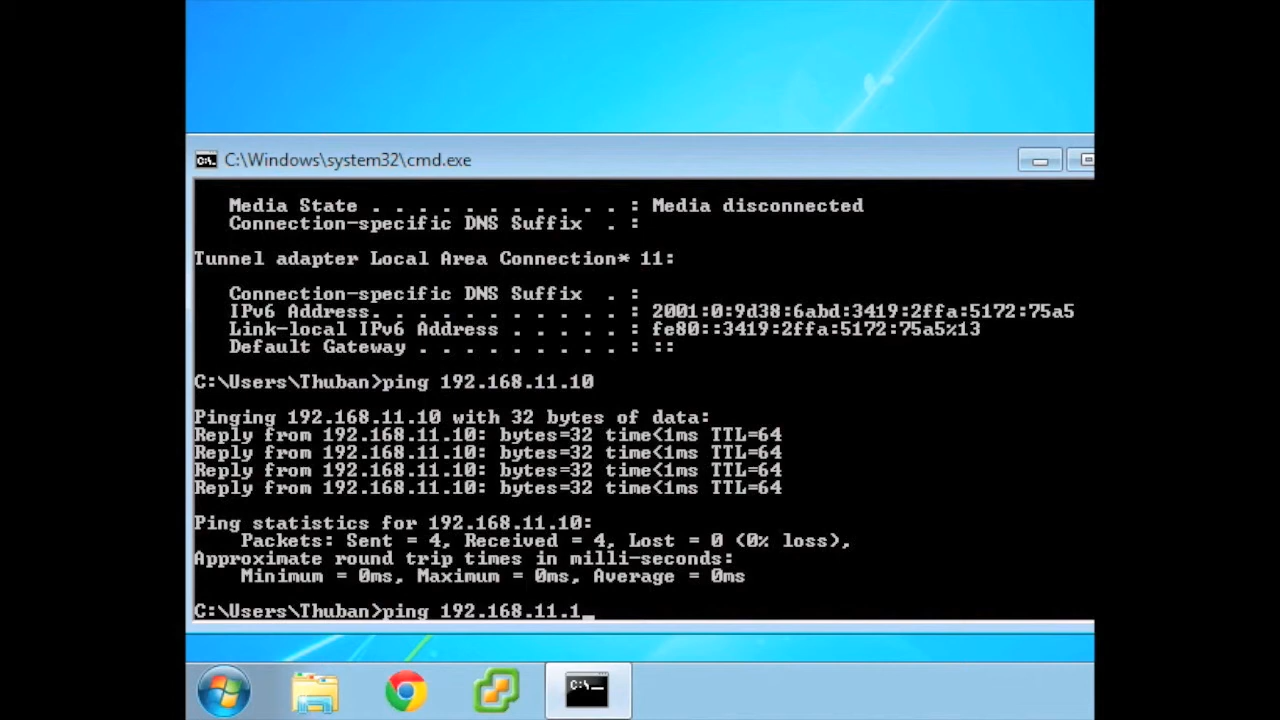 C:\Windows\system32\cmd.exe
Media State . . . . . . . . . . . : Media disconnected
Connection-specific DNS Suffix  . :
Tunnel adapter Local Area Connection* 11:
Connection-specific DNS Suffix  . :
IPv6 Address. . . . . . . . . . . : 2001:0:9d38:6abd:3419:2ffa:5172:75a5
Link-local IPv6 Address . . . . . : fe80::3419:2ffa:5172:75a5%13
Default Gateway . . . . . . . . . : ::
C:\Users\Thuban>ping 192.168.11.10
Pinging 192.168.11.10 with 32 bytes of data:
Reply from 192.168.11.10: bytes=32 time<1ms TTL=64
Reply from 192.168.11.10: bytes=32 time<1ms TTL=64
Reply from 192.168.11.10: bytes=32 time<1ms TTL=64
Reply from 192.168.11.10: bytes=32 time<1ms TTL=64
Ping statistics for 192.168.11.10:
Packets: Sent = 4, Received = 4, Lost = 0 (0% loss),
Approximate round trip times in milli-seconds:
Minimum = 0ms, Maximum = 0ms, Average = 0ms
C:\Users\Thuban>ping 192.168.11.1_